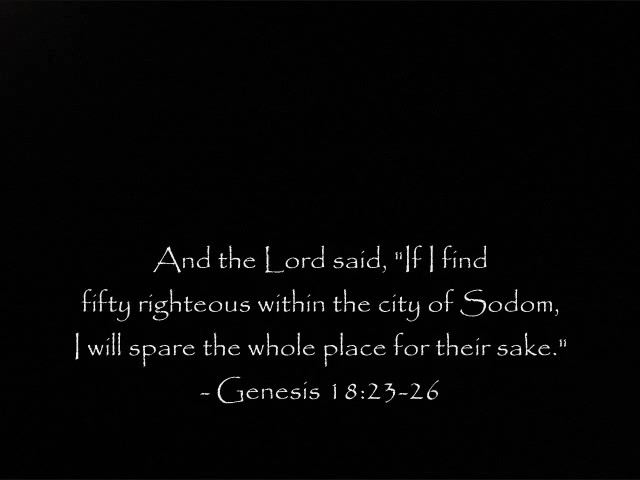 And the Lord said, "If I find
fifty righteous within the city of Sodom,
I will spare the whole place for their sake."
- Genesis 18:23-26